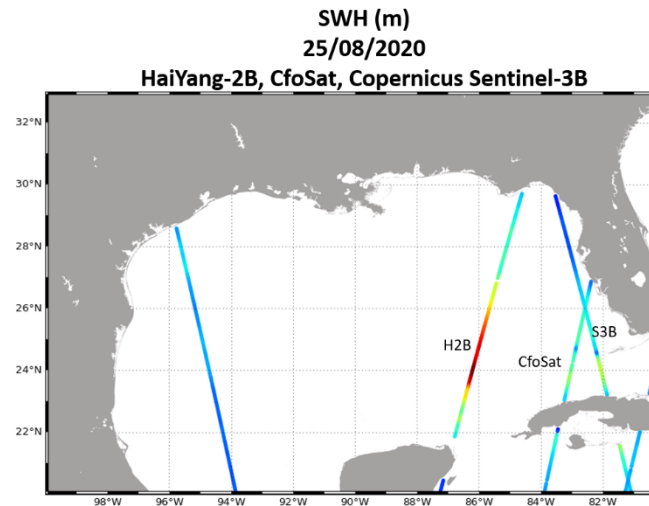 SWH (m)
25/08/2020
HaiYang-2B, CfoSat, Copernicus Sentinel-3B
32°N
30°N
28°N
26°N
24°N
22°N
H2B
S3B
CfoSat
98°W 96°W 94°W 92°W 90°W 88°W 86°W 84°W 82°W